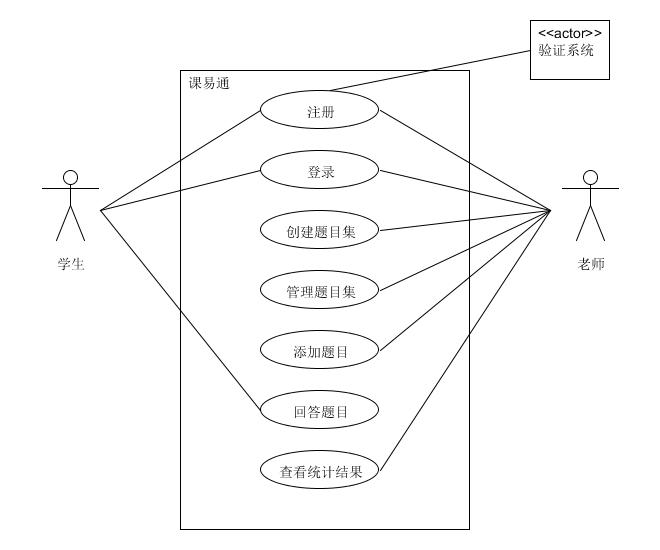 <<actor>>
验证系统
课易通
注册
登录
创建题目集
学生
老师
管理题目集
添加题目
回答题目
查看统计结果